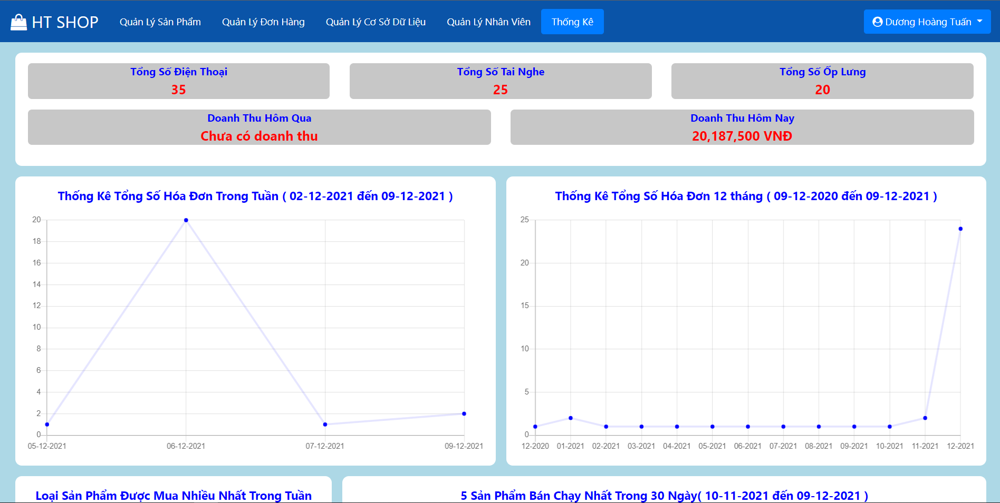 HT SHOP Quản Lý Sản Phẩm Quản Lý Đơn Hàng Quản Lý Cơ Sở Dữ Liệu Quản Lý Nhân Viên Thống Kê Dương Hoàng Tuấn
Tổng Số Điện Thoại
35
Tổng Số Tai Nghe
25
Tổng Số Ốp Lưng
20
Doanh Thu Hôm Qua
Chưa có doanh thu
Doanh Thu Hôm Nay
20,187,500 VNĐ
Thống Kê Tổng Số Hóa Đơn Trong Tuần ( 02-12-2021 đến 09-12-2021 )
20
18
16
14
12
10
8
6
4
2
0
05-12-2021 06-12-2021 07-12-2021 09-12-2021
Thống Kê Tổng Số Hóa Đơn 12 tháng ( 09-12-2020 đến 09-12-2021 )
25
20
15
10
5
0
12-2020 01-2021 02-2021 03-2021 04-2021 05-2021 06-2021 07-2021 08-2021 09-2021 10-2021 11-2021 12-2021
Loại Sản Phẩm Được Mua Nhiều Nhất Trong Tuần
5 Sản Phẩm Bán Chạy Nhất Trong 30 Ngày( 10-11-2021 đến 09-12-2021 )